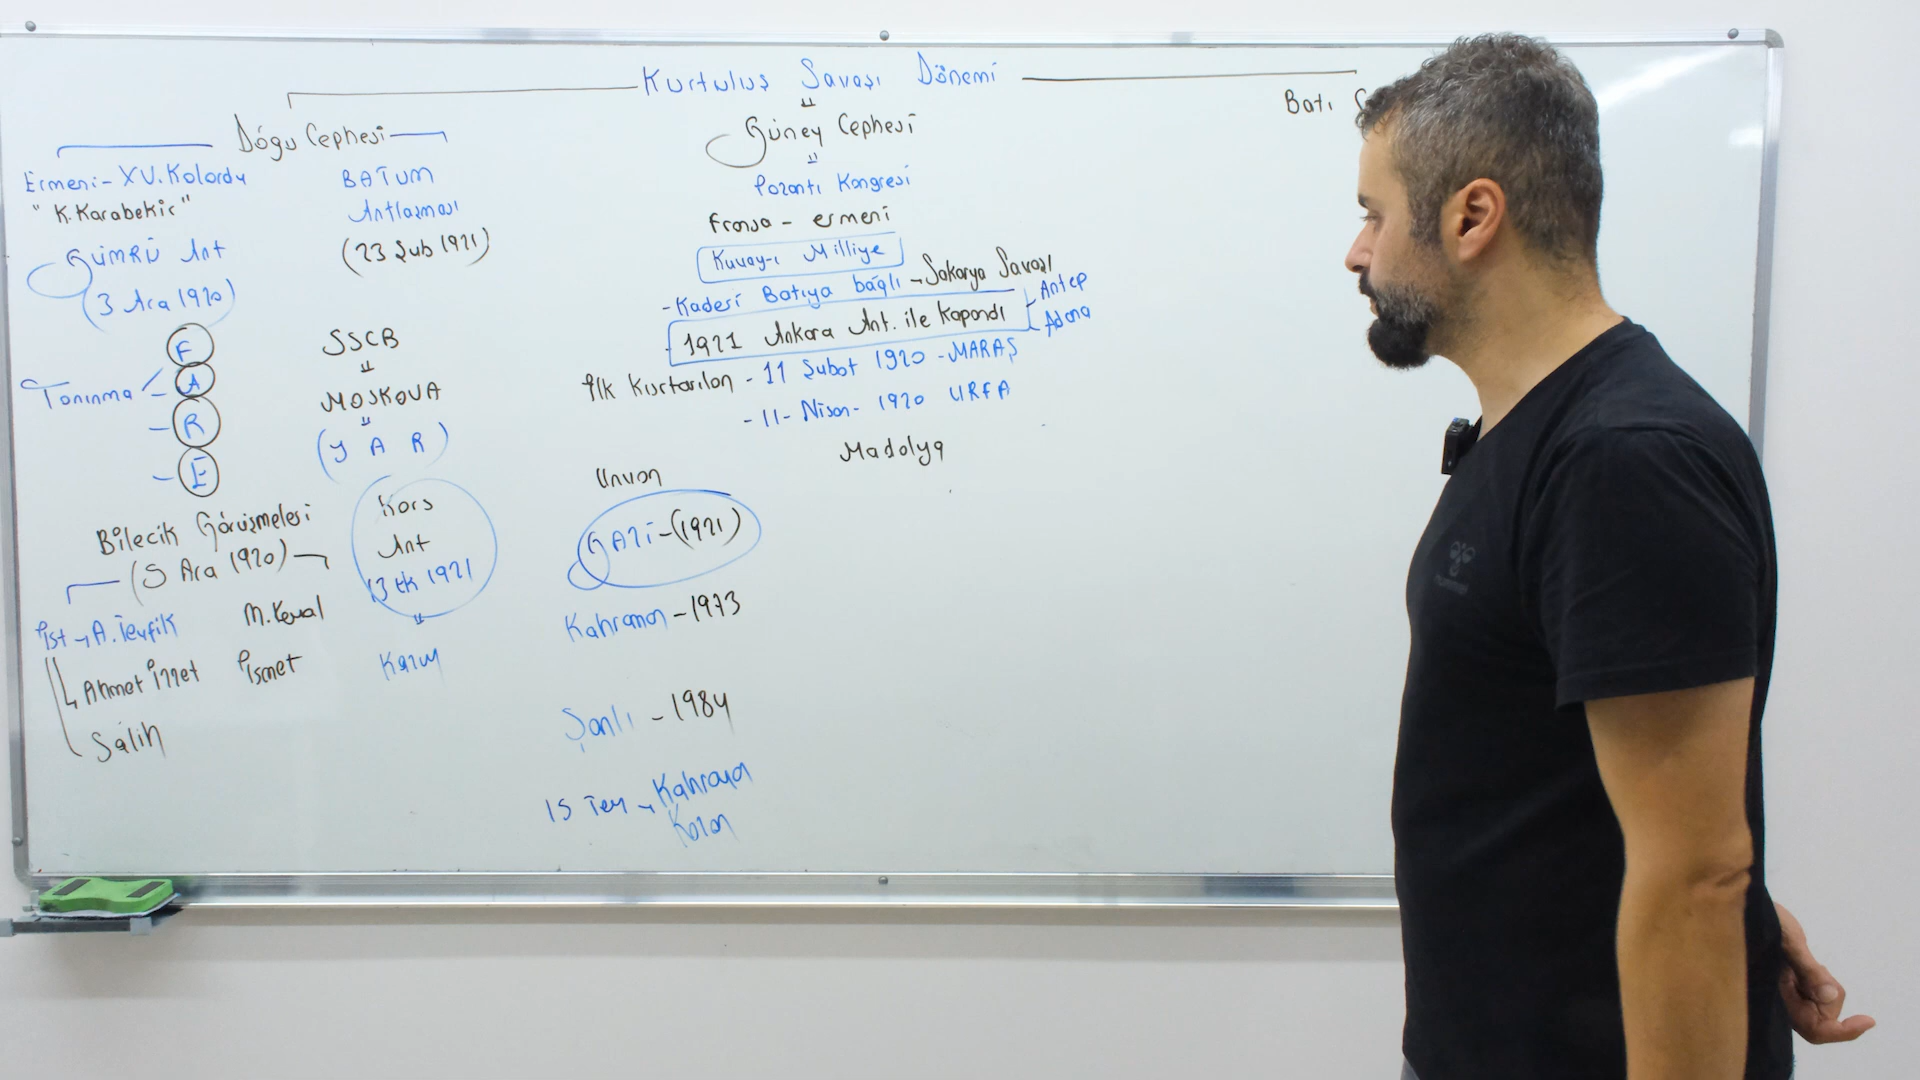 Kurtuluş Savaşı Dönemi
Doğu Cephesi
Ermeni - XV. Kolordu
"K. Karabekir"
GÜMRÜ Ant
(3 Ara 1920)
F
Tanınma A
R
E
BATUM
Antlaşması
(23 Şub 1921)
SSCB
MOSKOVA
(Y A R)
Kars
Ant
13 Ek 1921
Kazım
Bilecik Görüşmeleri
(5 Ara 1920)
İst → A. Tevfik
Ahmet İzzet
Salih
M. Kemal
İsmet
Güney Cephesi
Pozantı Kongresi
Fransa - ermeni
Kuvay-ı Milliye
- Kaderi Batıya bağlı → Sakarya Savaşı
1921 Ankara Ant. ile kapandı
Antep
Adana
İlk Kurtarılan - 11 Şubat 1920 - MARAŞ
- 11 - Nisan - 1920 URFA
Madalya
Ünvan
GAZİ - (1921)
Kahraman - 1973
Şanlı - 1984
15 Tem →
Batı